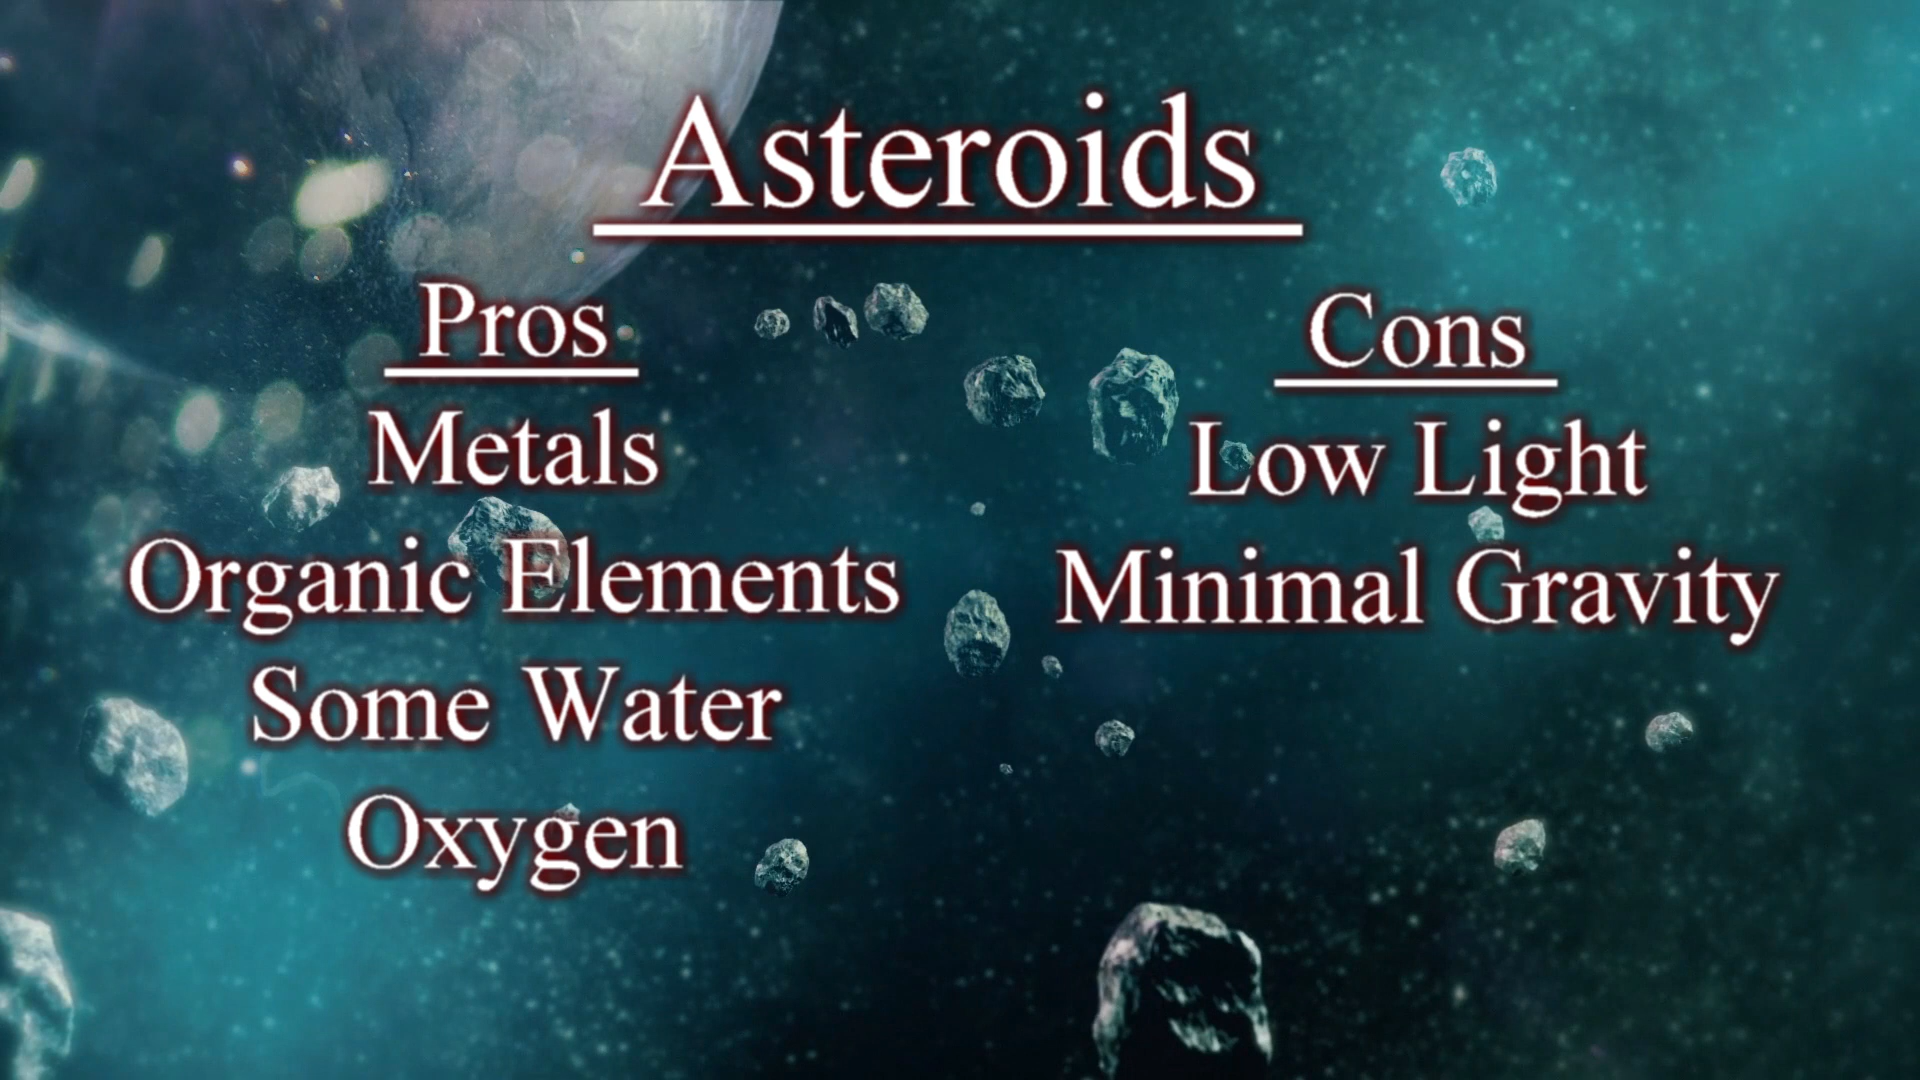 Asteroids
Pros
Metals
Organic Elements
Some Water
Oxygen
Cons
Low Light
Minimal Gravity